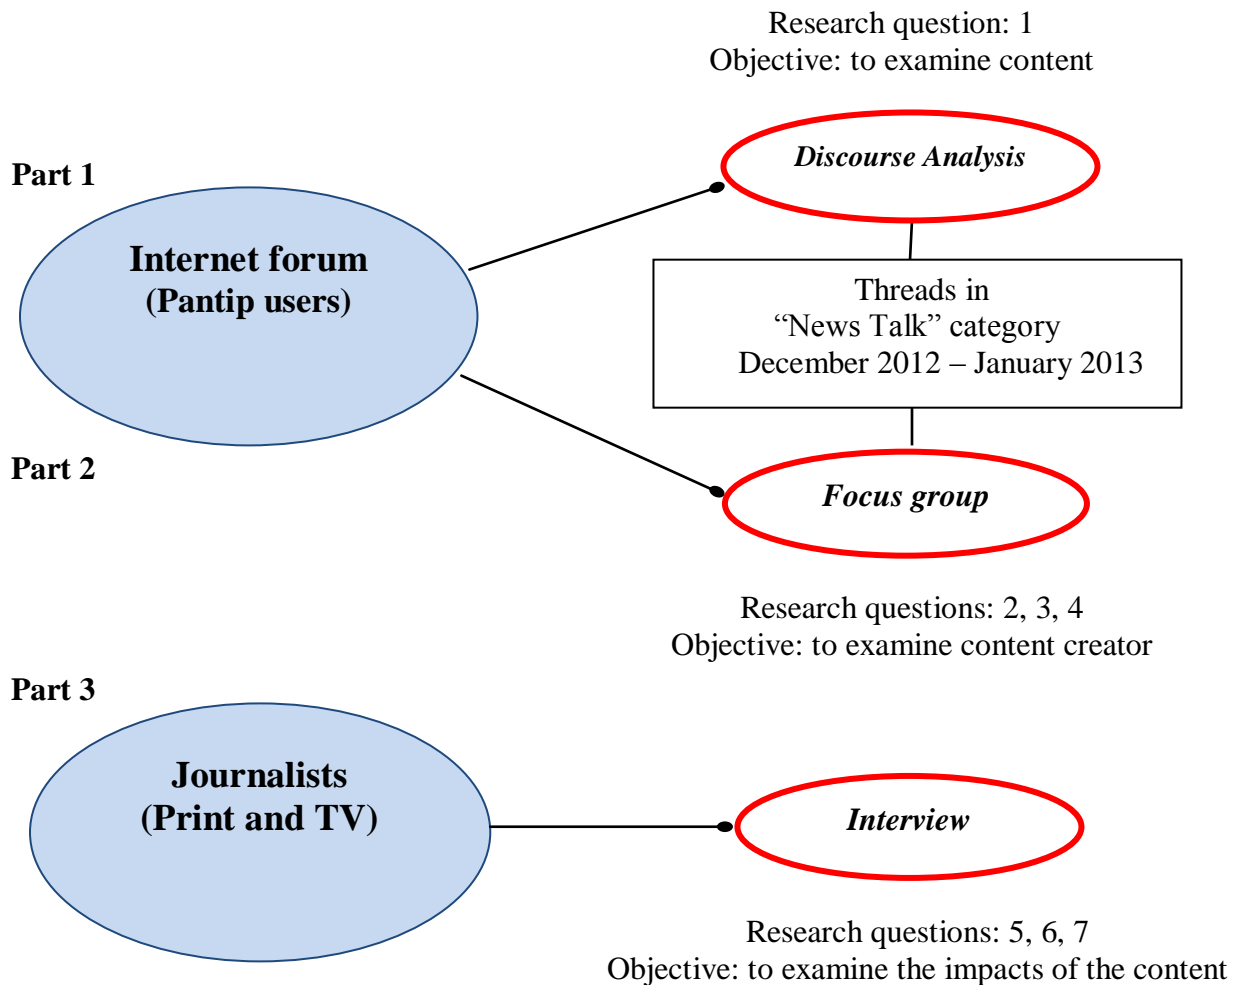 Research question: 1
Objective: to examine content
Part 1
Discourse Analysis
Internet forum
(Pantip users)
Threads in
“News Talk” category
December 2012 – January 2013
Part 2
Focus group
Research questions: 2, 3, 4
Objective: to examine content creator
Part 3
Journalists
(Print and TV)
Interview
Research questions: 5, 6, 7
Objective: to examine the impacts of the content